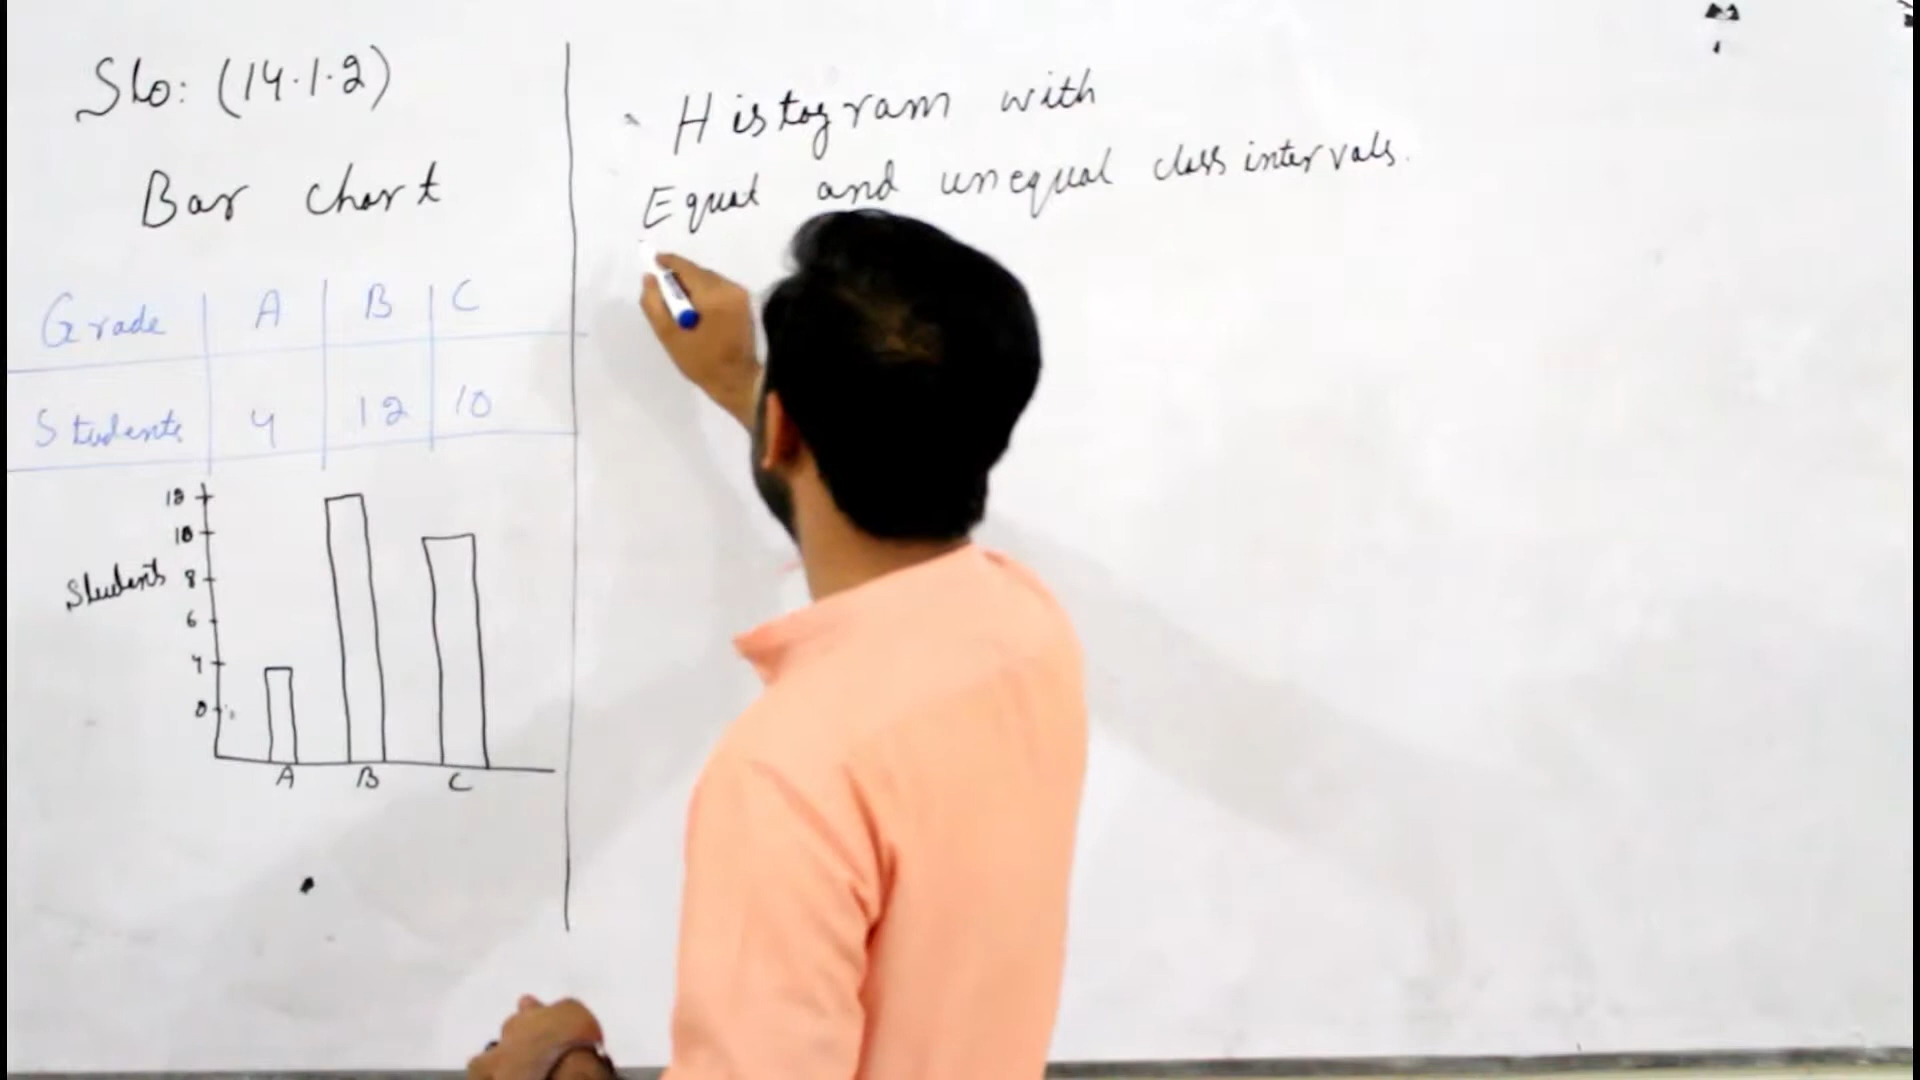 Slo: (14.1.2)
Bar chart
Grade A B C
Students 4 12 10
12
10
8
6
4
2
Students
A B C
Histogram with
Equal and unequal class intervals.